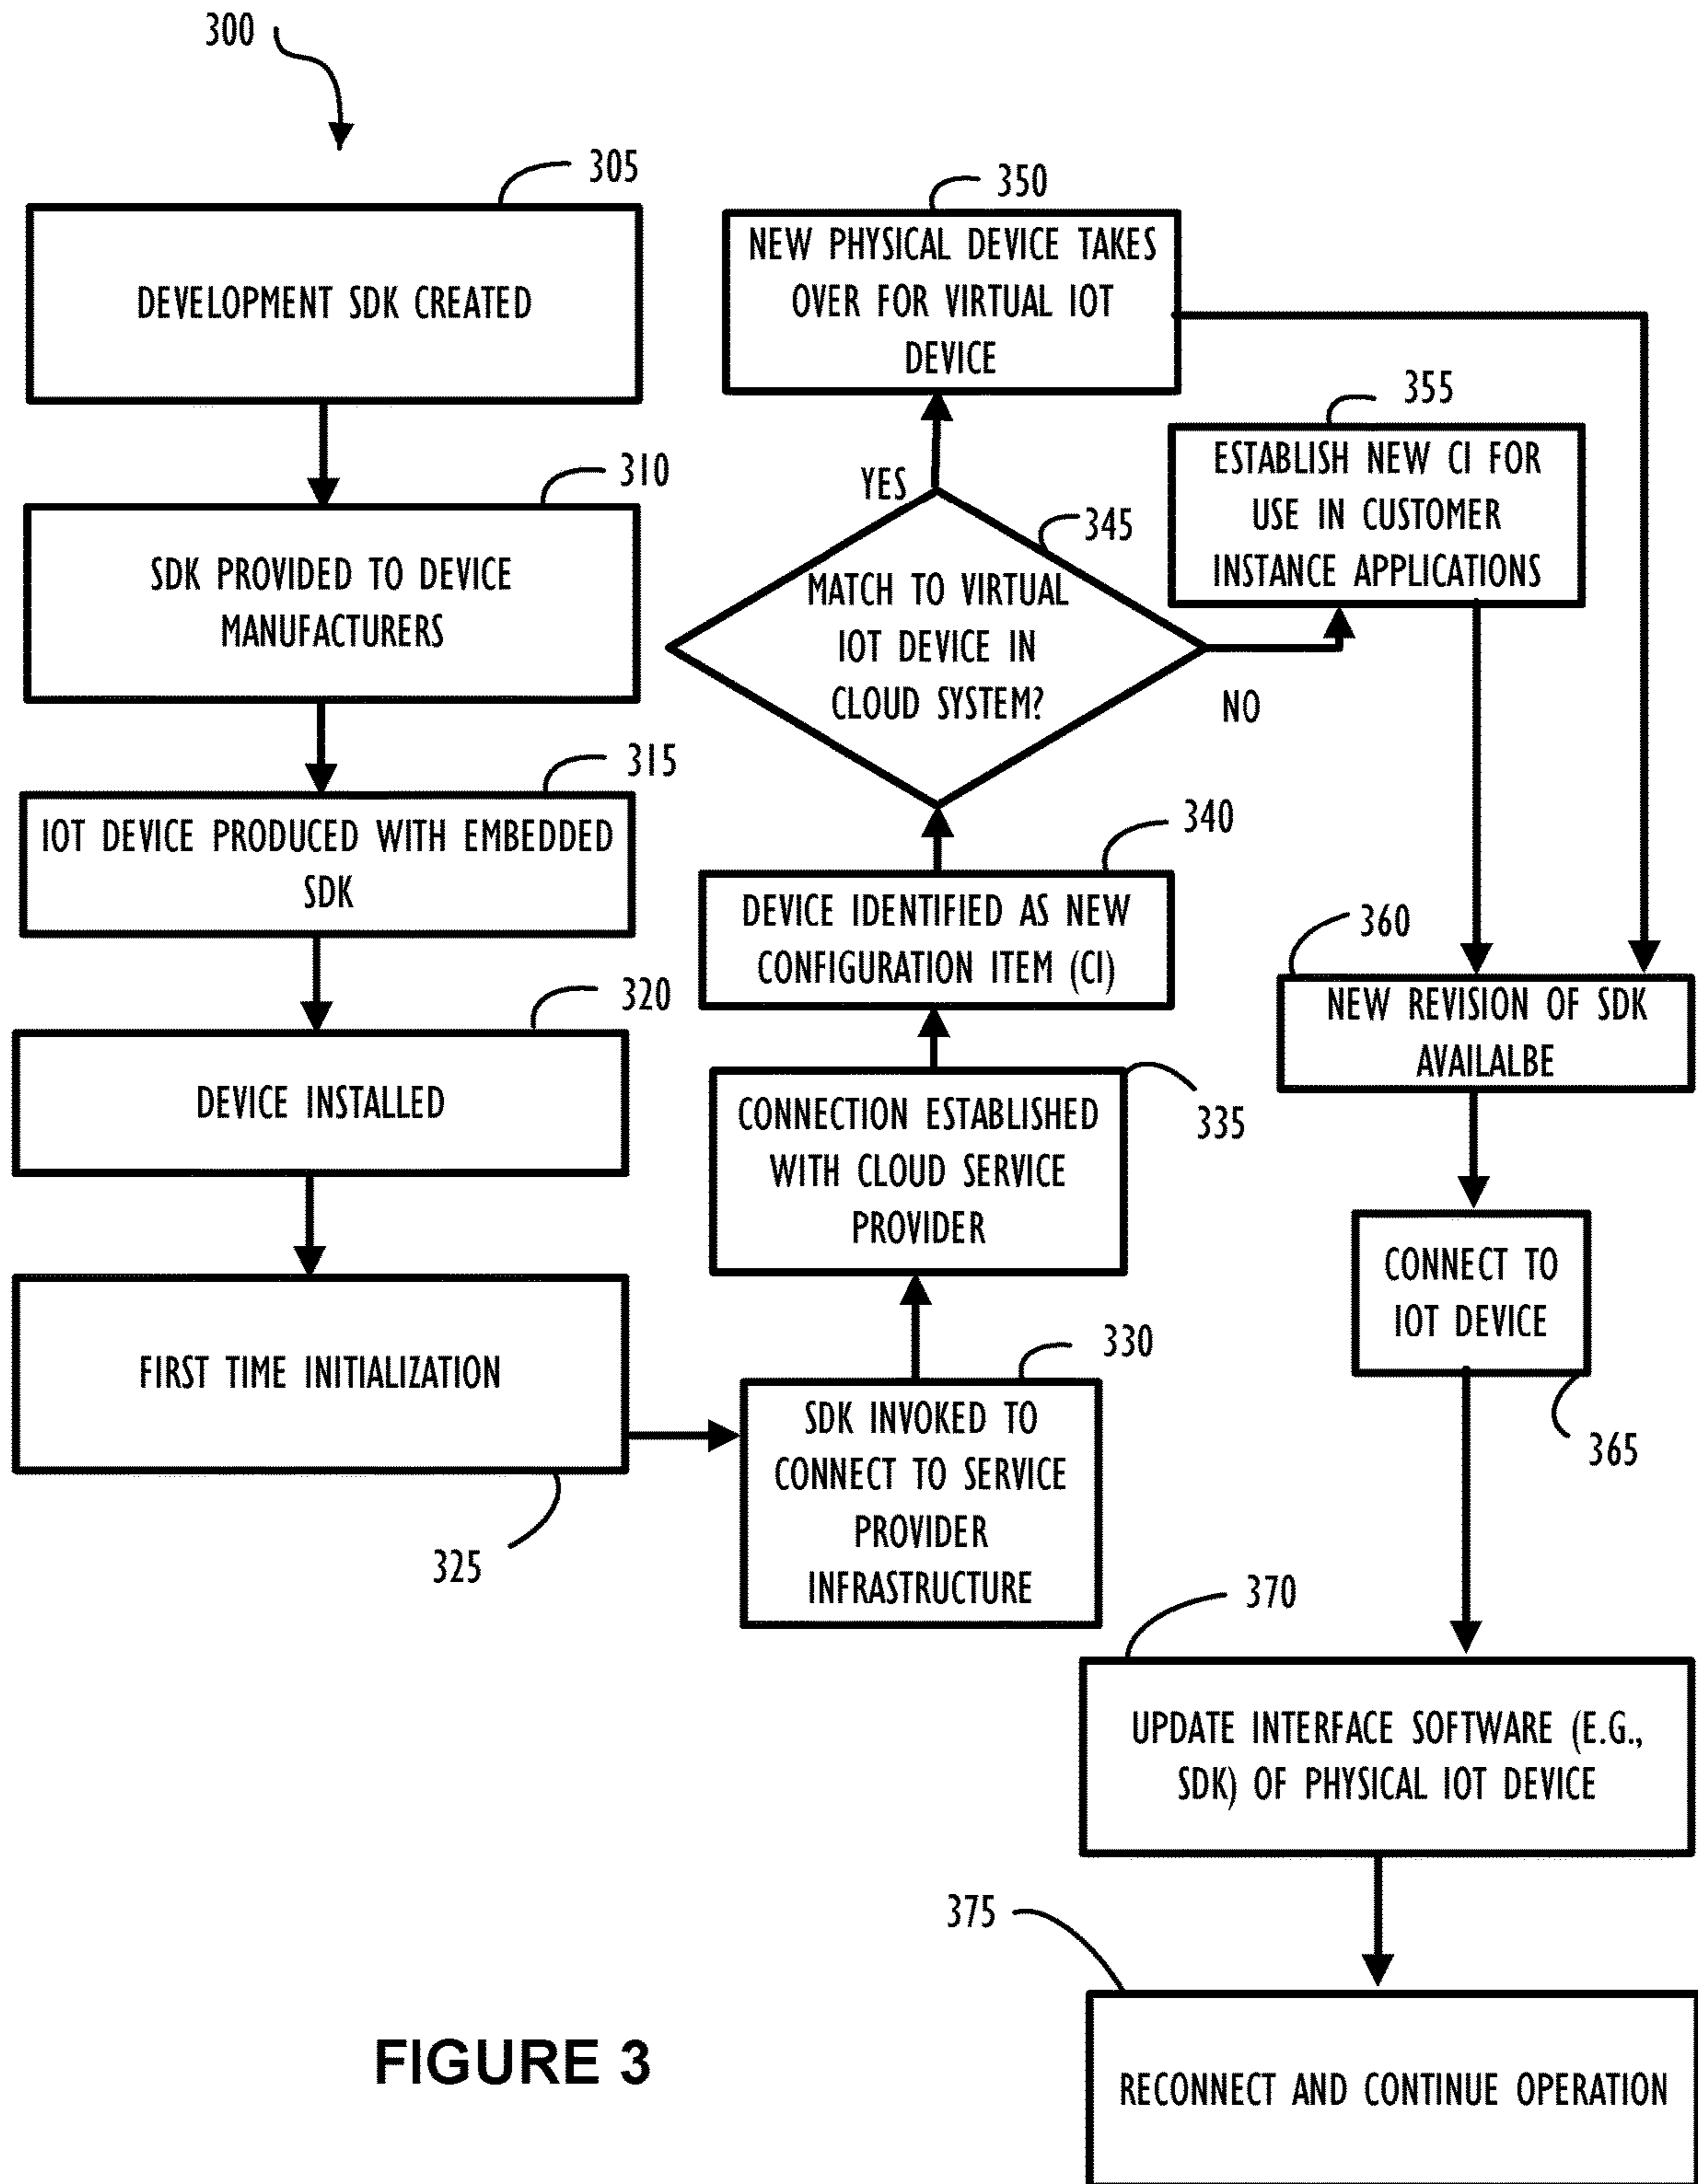 300
305
DEVELOPMENT SDK CREATED
310
SDK PROVIDED TO DEVICE
MANUFACTURERS
315
IOT DEVICE PRODUCED WITH EMBEDDED
SDK
320
DEVICE INSTALLED
FIRST TIME INITIALIZATION
325
330
SDK INVOKED TO
CONNECT TO SERVICE
PROVIDER
INFRASTRUCTURE
335
CONNECTION ESTABLISHED
WITH CLOUD SERVICE
PROVIDER
340
DEVICE IDENTIFIED AS NEW
CONFIGURATION ITEM (CI)
345
MATCH TO VIRTUAL
IOT DEVICE IN
CLOUD SYSTEM?
YES
NO
350
NEW PHYSICAL DEVICE TAKES
OVER FOR VIRTUAL IOT
DEVICE
355
ESTABLISH NEW CI FOR
USE IN CUSTOMER
INSTANCE APPLICATIONS
360
NEW REVISION OF SDK
AVAILALBE
CONNECT TO
IOT DEVICE
365
370
UPDATE INTERFACE SOFTWARE (E.G.,
SDK) OF PHYSICAL IOT DEVICE
375
RECONNECT AND CONTINUE OPERATION
FIGURE 3